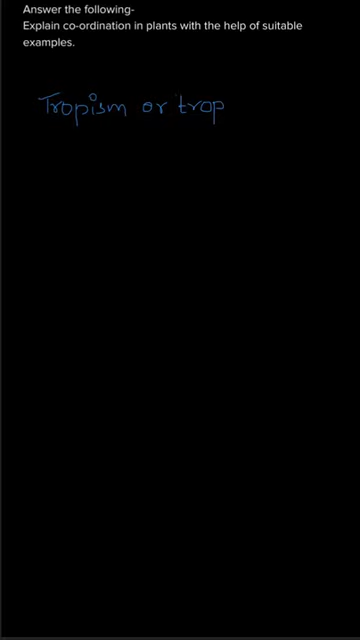 Answer the following-
Explain co-ordination in plants with the help of suitable
examples.
Tropism or trop